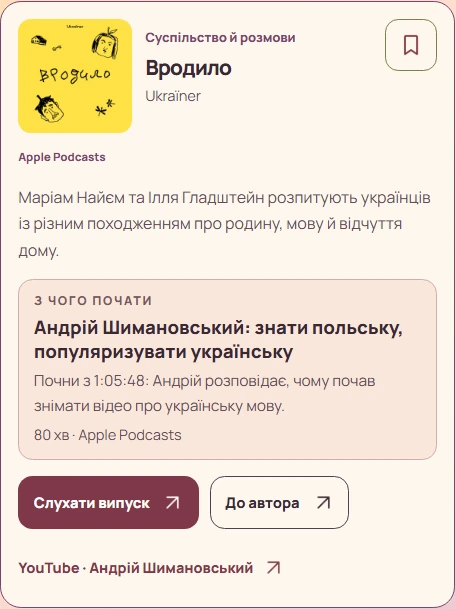 Ukraïner
вродило
Суспільство й розмови
Вродило
Ukraïner
Apple Podcasts
Маріам Найєм та Ілля Гладштейн розпитують українців
із різним походженням про родину, мову й відчуття
дому.
З ЧОГО ПОЧАТИ
Андрій Шимановський: знати польську,
популяризувати українську
Почни з 1:05:48: Андрій розповідає, чому почав
знімати відео про українську мову.
80 хв · Apple Podcasts
Слухати випуск
До автора
YouTube · Андрій Шимановський